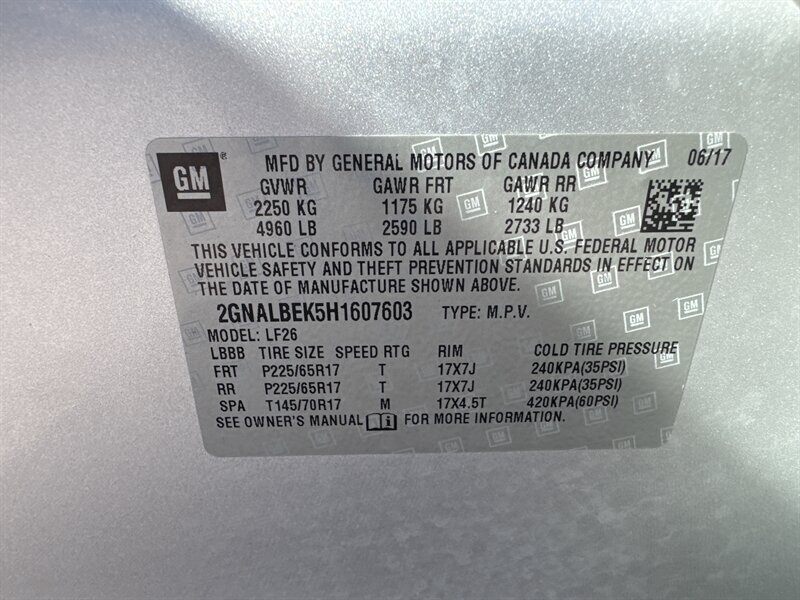 GM ® MFD BY GENERAL MOTORS OF CANADA COMPANY 06/17
GVWR GAWR FRT GAWR RR
2250 KG 1175 KG 1240 KG
4960 LB 2590 LB 2733 LB
THIS VEHICLE CONFORMS TO ALL APPLICABLE U.S. FEDERAL MOTOR
VEHICLE SAFETY AND THEFT PREVENTION STANDARDS IN EFFECT ON
THE DATE OF MANUFACTURE SHOWN ABOVE.
2GNALBEK5H1607603 TYPE: M.P.V.
MODEL: LF26
LBBB TIRE SIZE SPEED RTG RIM COLD TIRE PRESSURE
FRT P225/65R17 T 17X7J 240KPA(35PSI)
RR P225/65R17 T 17X7J 240KPA(35PSI)
SPA T145/70R17 M 17X4.5T 420KPA(60PSI)
SEE OWNER'S MANUAL FOR MORE INFORMATION.